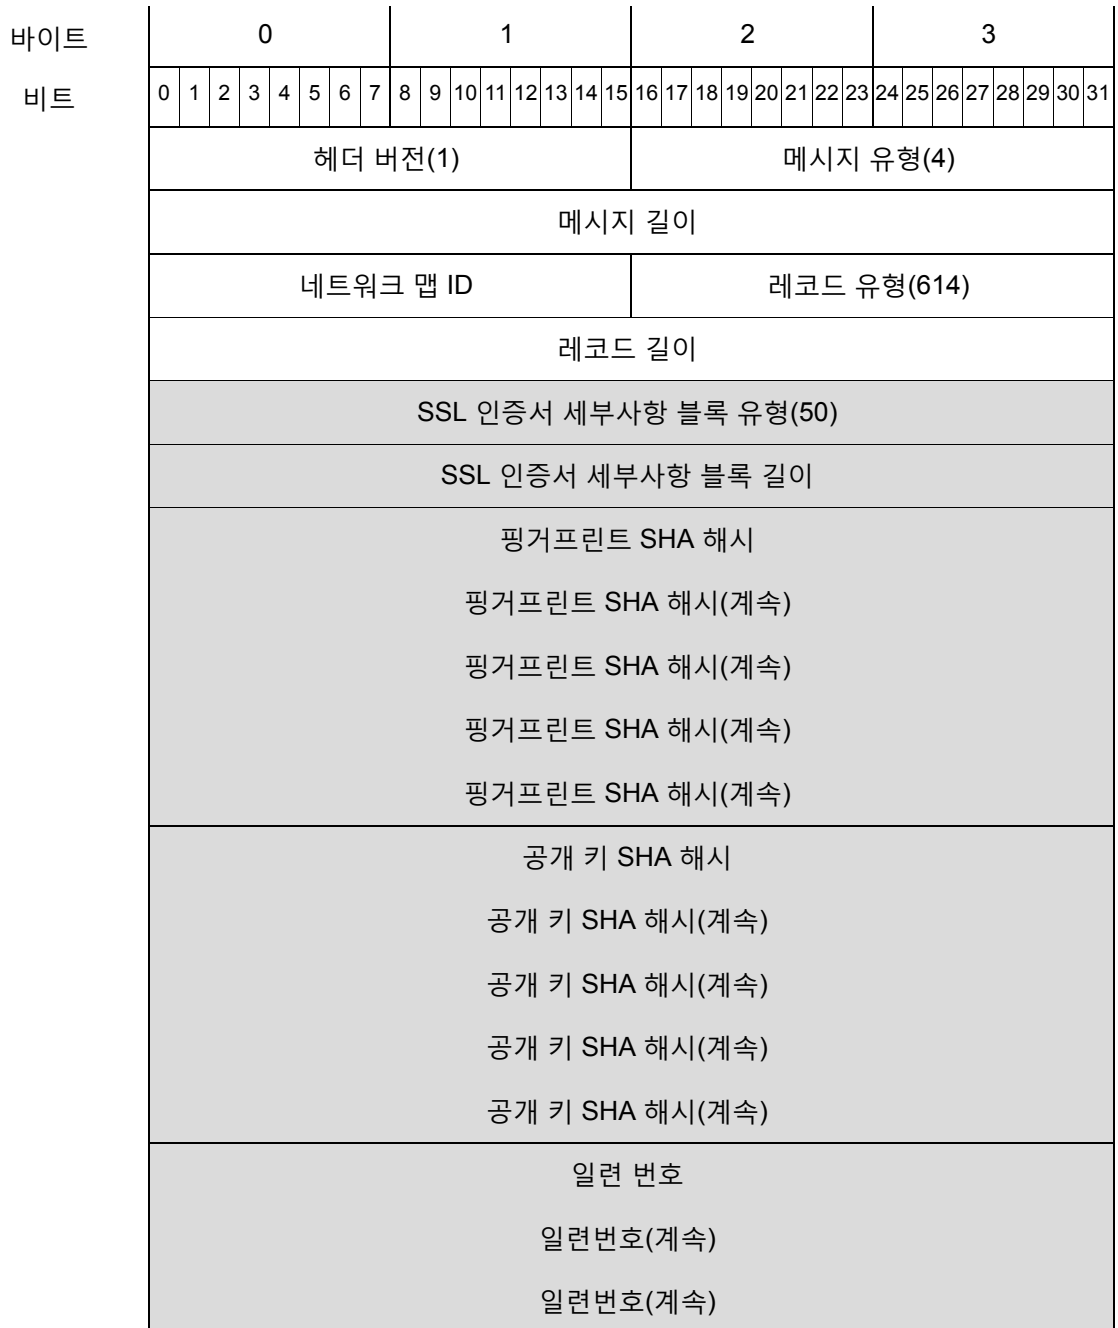 바이트 0 1 2 3
비트 0 1 2 3 4 5 6 7 8 9 10 11 12 13 14 15 16 17 18 19 20 21 22 23 24 25 26 27 28 29 30 31
헤더 버전(1) 메시지 유형(4)
메시지 길이
네트워크 맵 ID 레코드 유형(614)
레코드 길이
SSL 인증서 세부사항 블록 유형(50)
SSL 인증서 세부사항 블록 길이
핑거프린트 SHA 해시
핑거프린트 SHA 해시(계속)
핑거프린트 SHA 해시(계속)
핑거프린트 SHA 해시(계속)
핑거프린트 SHA 해시(계속)
공개 키 SHA 해시
공개 키 SHA 해시(계속)
공개 키 SHA 해시(계속)
공개 키 SHA 해시(계속)
공개 키 SHA 해시(계속)
일련 번호
일련번호(계속)
일련번호(계속)